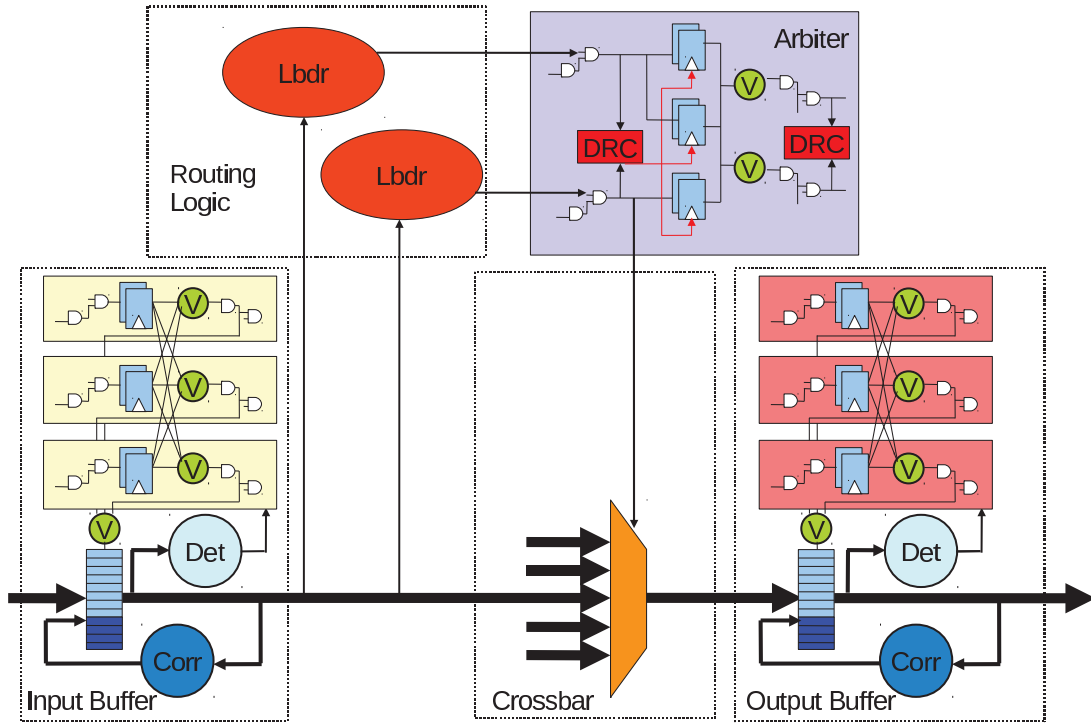 Arbiter
Lbdr
V
DRC
DRC
Lbdr
V
Routing
Logic
V
V
V
V
V
V
V
V
Det
Det
Corr
Corr
Input Buffer
Crossbar
Output Buffer